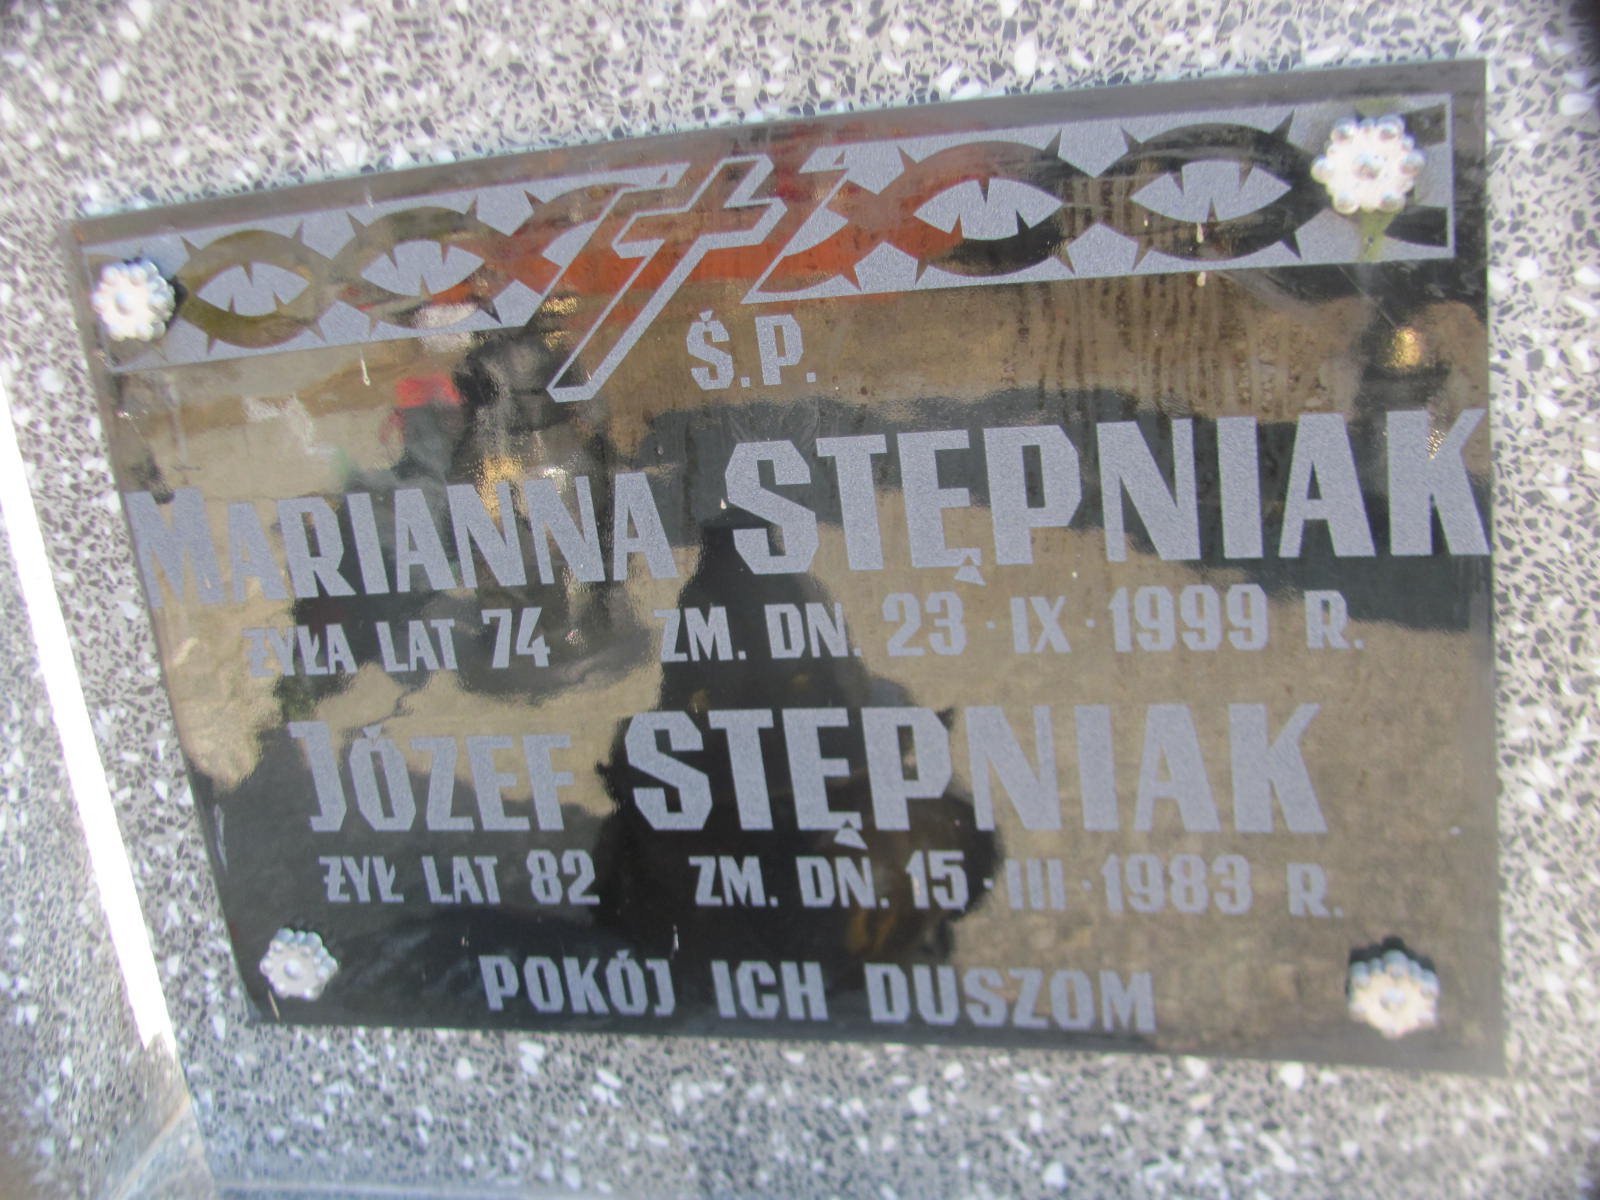 Ś.P.
MARIANNA STĘPNIAK
ŻYŁA LAT 74 ZM. DN. 23·IX·1999 R.
JÓZEF STĘPNIAK
ŻYŁ LAT 82 ZM. DN. 15·III·1983 R.
POKÓJ ICH DUSZOM